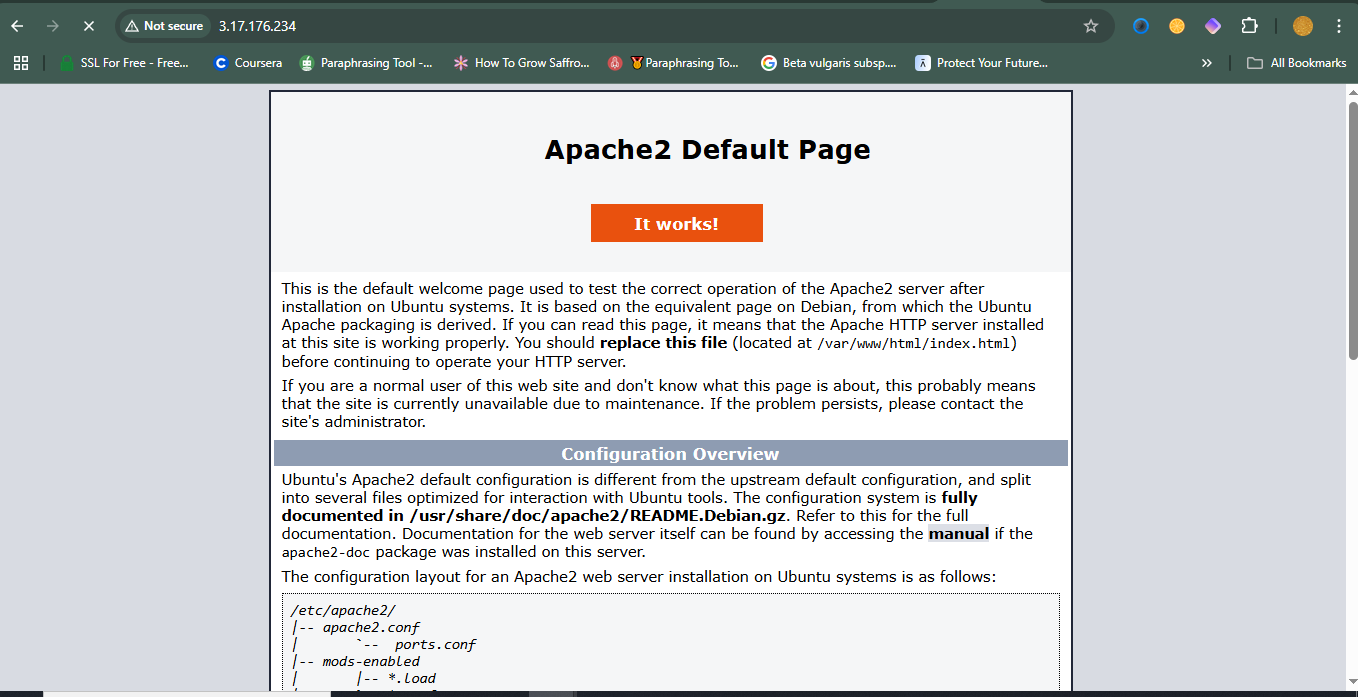 Not secure
3.17.176.234
SSL For Free - Free...
Coursera
Paraphrasing Tool -...
How To Grow Saffro...
Paraphrasing To...
Beta vulgaris subsp....
Protect Your Future...
»
All Bookmarks
Apache2 Default Page
It works!
This is the default welcome page used to test the correct operation of the Apache2 server after
installation on Ubuntu systems. It is based on the equivalent page on Debian, from which the Ubuntu
Apache packaging is derived. If you can read this page, it means that the Apache HTTP server installed
at this site is working properly. You should replace this file (located at /var/www/html/index.html)
before continuing to operate your HTTP server.
If you are a normal user of this web site and don't know what this page is about, this probably means
that the site is currently unavailable due to maintenance. If the problem persists, please contact the
site's administrator.
Configuration Overview
Ubuntu's Apache2 default configuration is different from the upstream default configuration, and split
into several files optimized for interaction with Ubuntu tools. The configuration system is fully
documented in /usr/share/doc/apache2/README.Debian.gz. Refer to this for the full
documentation. Documentation for the web server itself can be found by accessing the manual if the
apache2-doc package was installed on this server.
The configuration layout for an Apache2 web server installation on Ubuntu systems is as follows:
/etc/apache2/
|-- apache2.conf
|       `--  ports.conf
|-- mods-enabled
|       |-- *.load